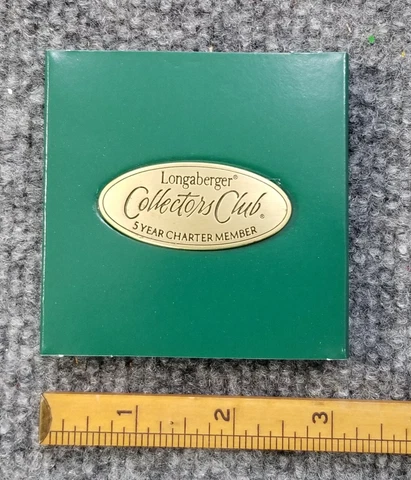 Longaberger®
Collectors Club®
5 YEAR CHARTER MEMBER
1 2 3